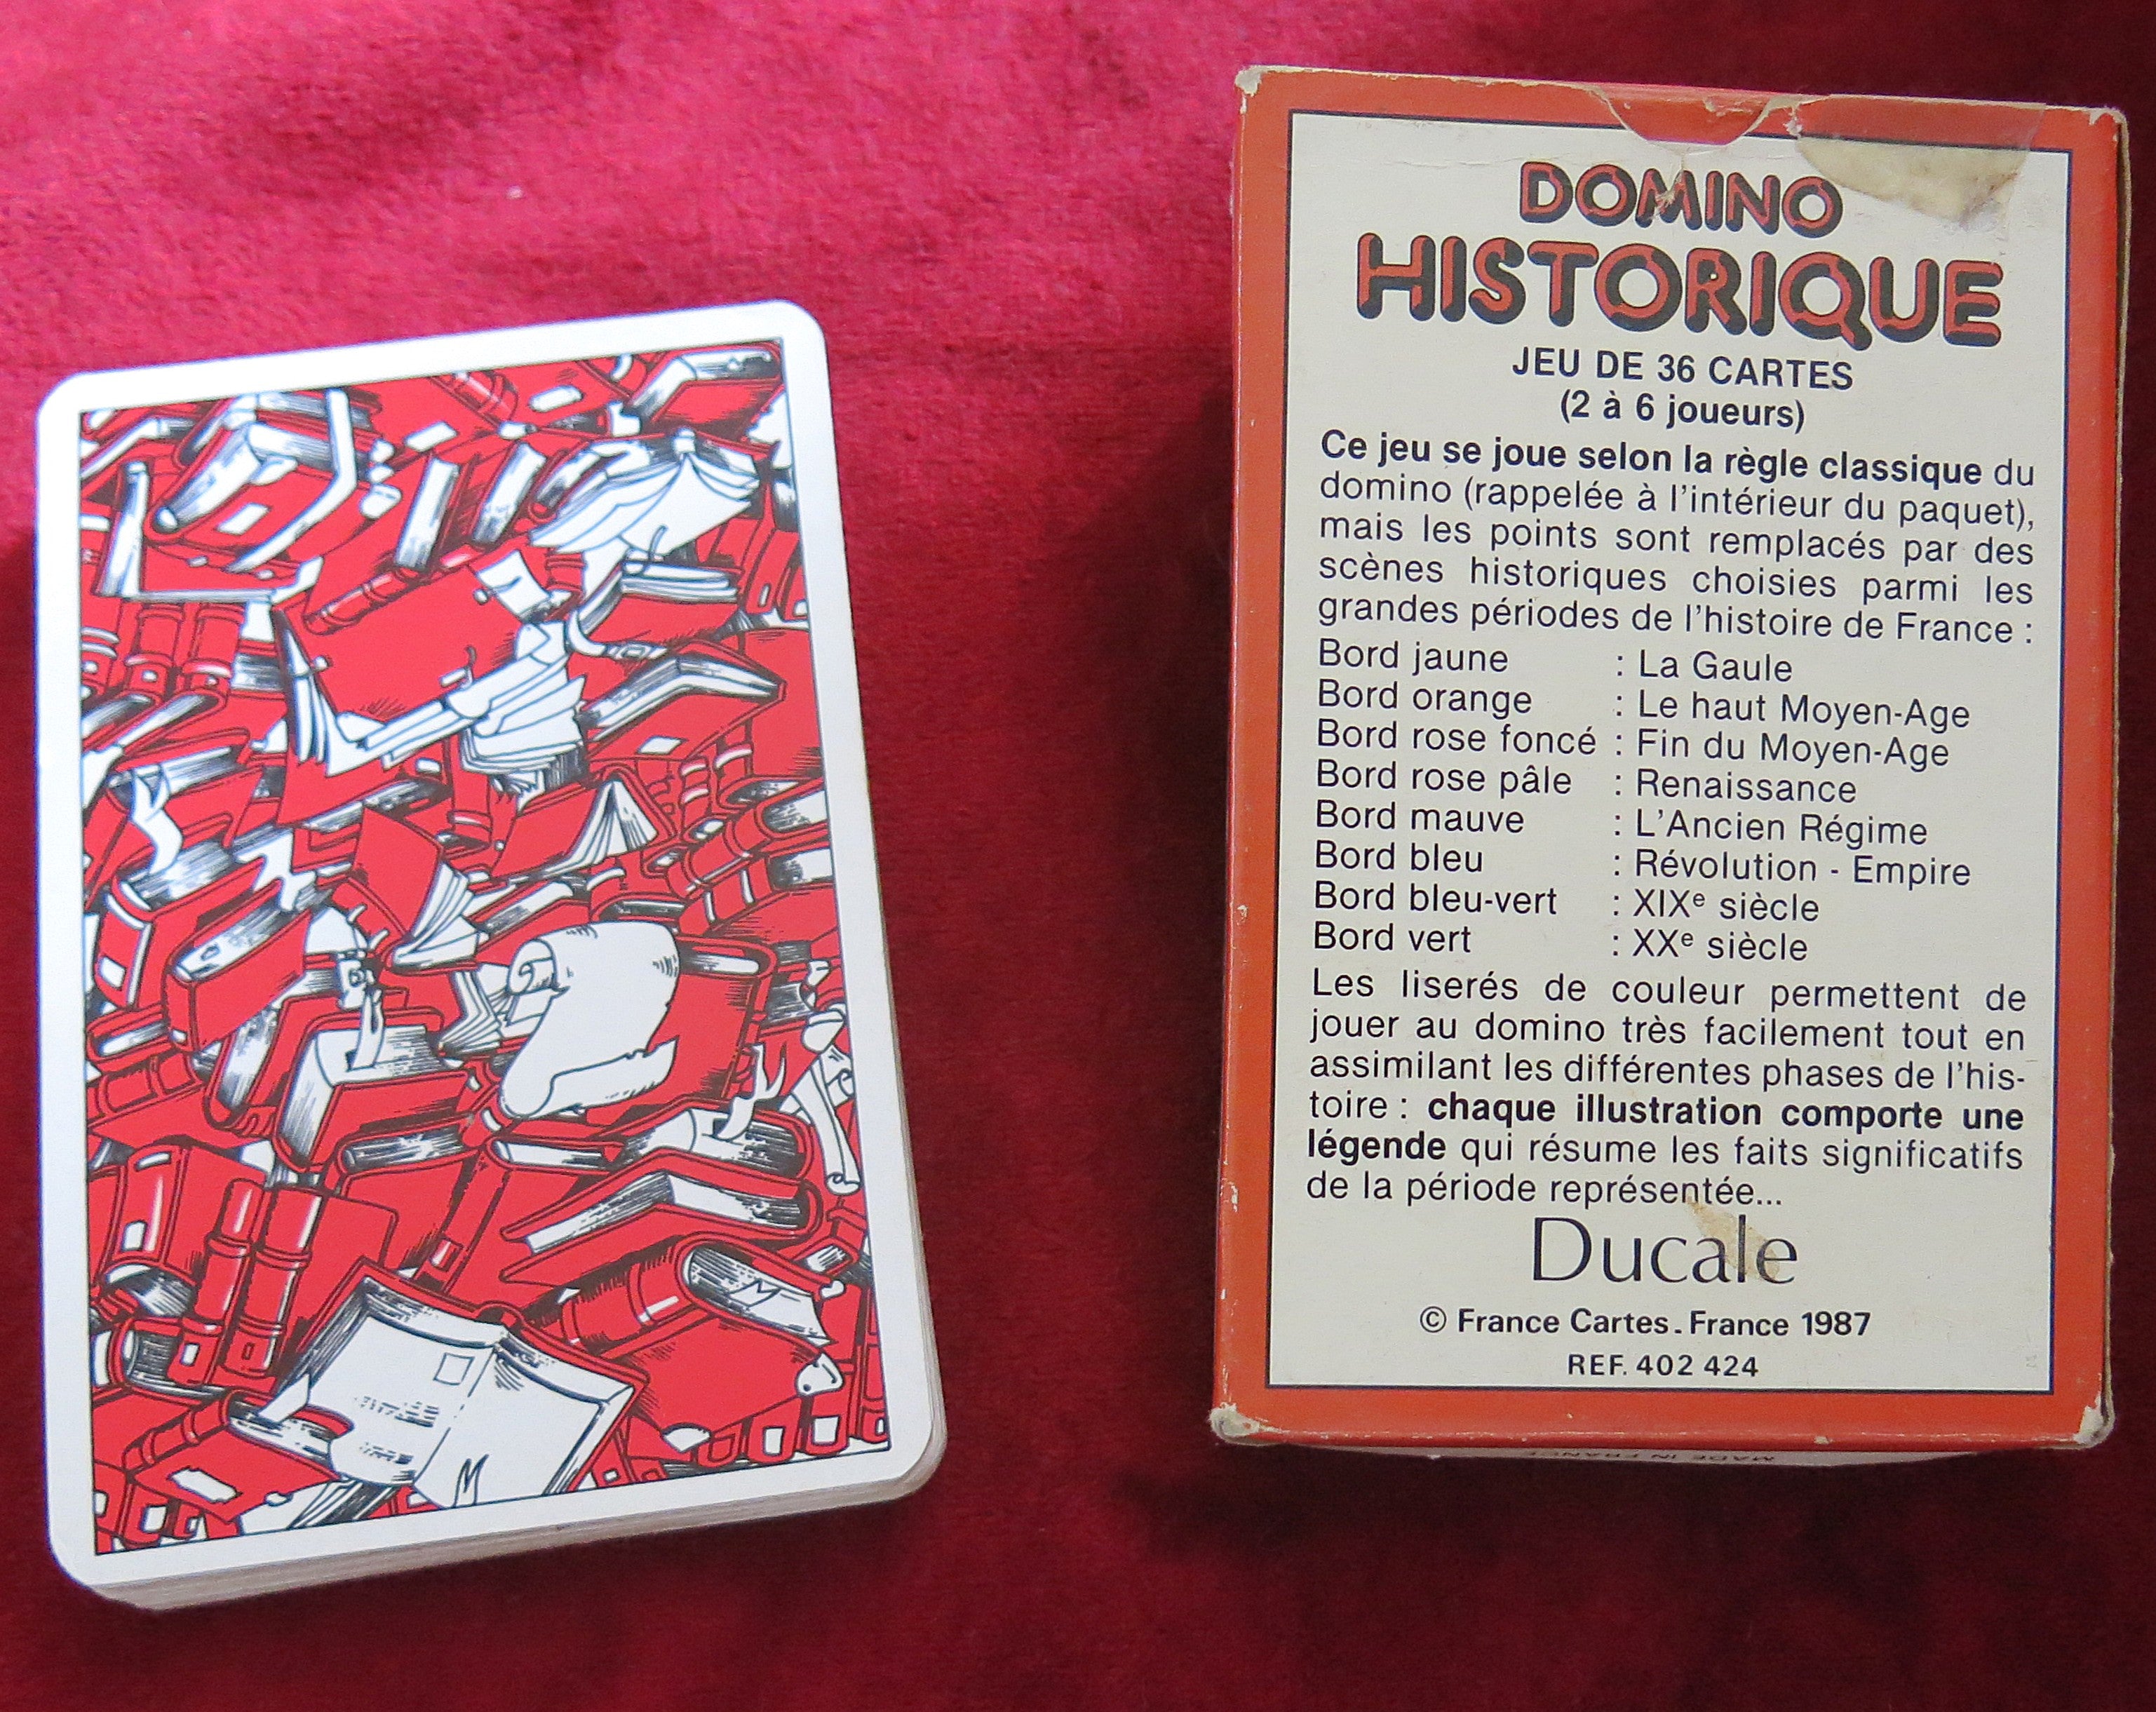 DOMINO
HISTORIQUE
JEU DE 36 CARTES
(2 à 6 joueurs)
Ce jeu se joue selon la règle classique du
domino (rappelée à l'intérieur du paquet),
mais les points sont remplacés par des
scènes historiques choisies parmi les
grandes périodes de l'histoire de France :
Bord jaune : La Gaule
Bord orange : Le haut Moyen-Age
Bord rose foncé : Fin du Moyen-Age
Bord rose pâle : Renaissance
Bord mauve : L'Ancien Régime
Bord bleu : Révolution - Empire
Bord bleu-vert : XIXe siècle
Bord vert : XXe siècle
Les liserés de couleur permettent de
jouer au domino très facilement tout en
assimilant les différentes phases de l'his-
toire : chaque illustration comporte une
légende qui résume les faits significatifs
de la période représentée...
Ducale
© France Cartes. France 1987
REF. 402 424
MADE IN FRANCE